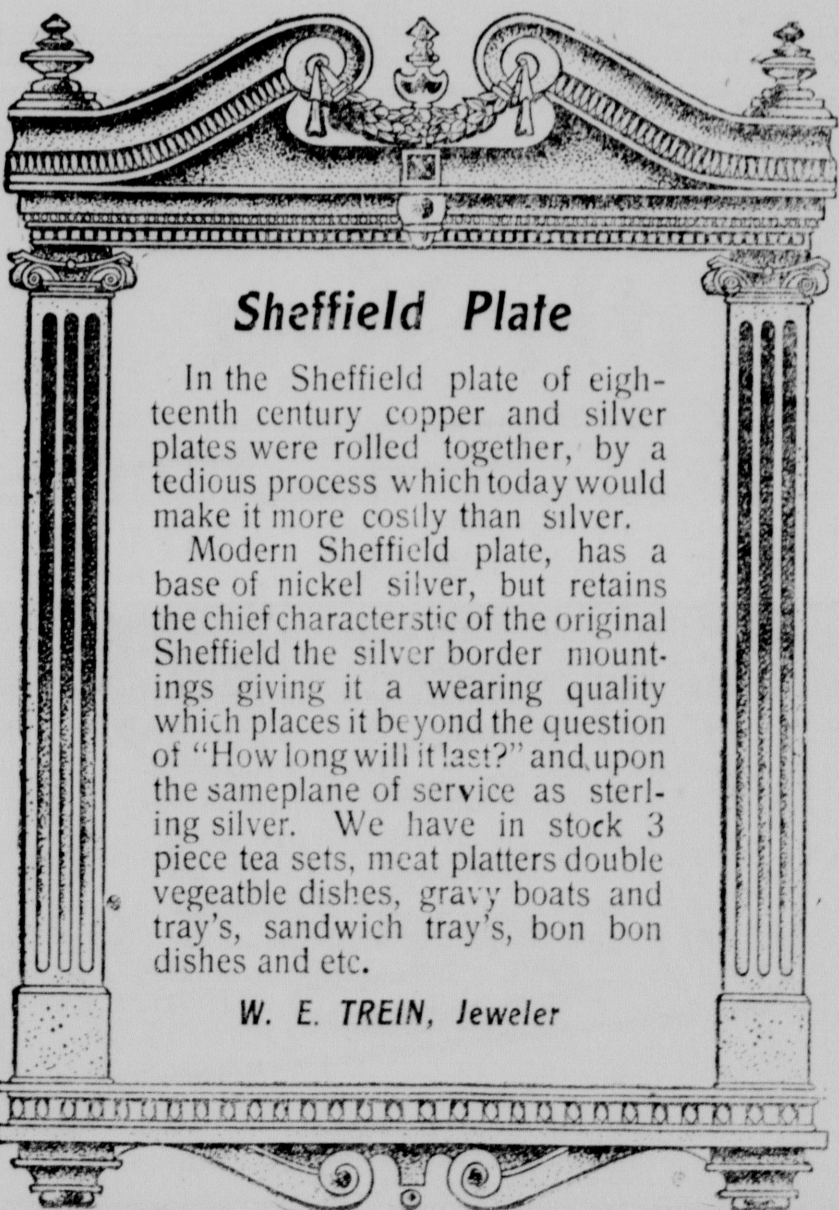 Sheffield Plate
In the Sheffield plate of eigh-
teenth century copper and silver
plates were rolled together, by a
tedious process which today would
make it more costly than silver.
Modern Sheffield plate, has a
base of nickel silver, but retains
the chief characterstic of the original
Sheffield the silver border mount-
ings giving it a wearing quality
which places it beyond the question
of "How long will it last?" and upon
the sameplane of service as sterl-
ing silver. We have in stock 3
piece tea sets, meat platters double
vegeatble dishes, gravy boats and
tray's, sandwich tray's, bon bon
dishes and etc.
W. E. TREIN, Jeweler